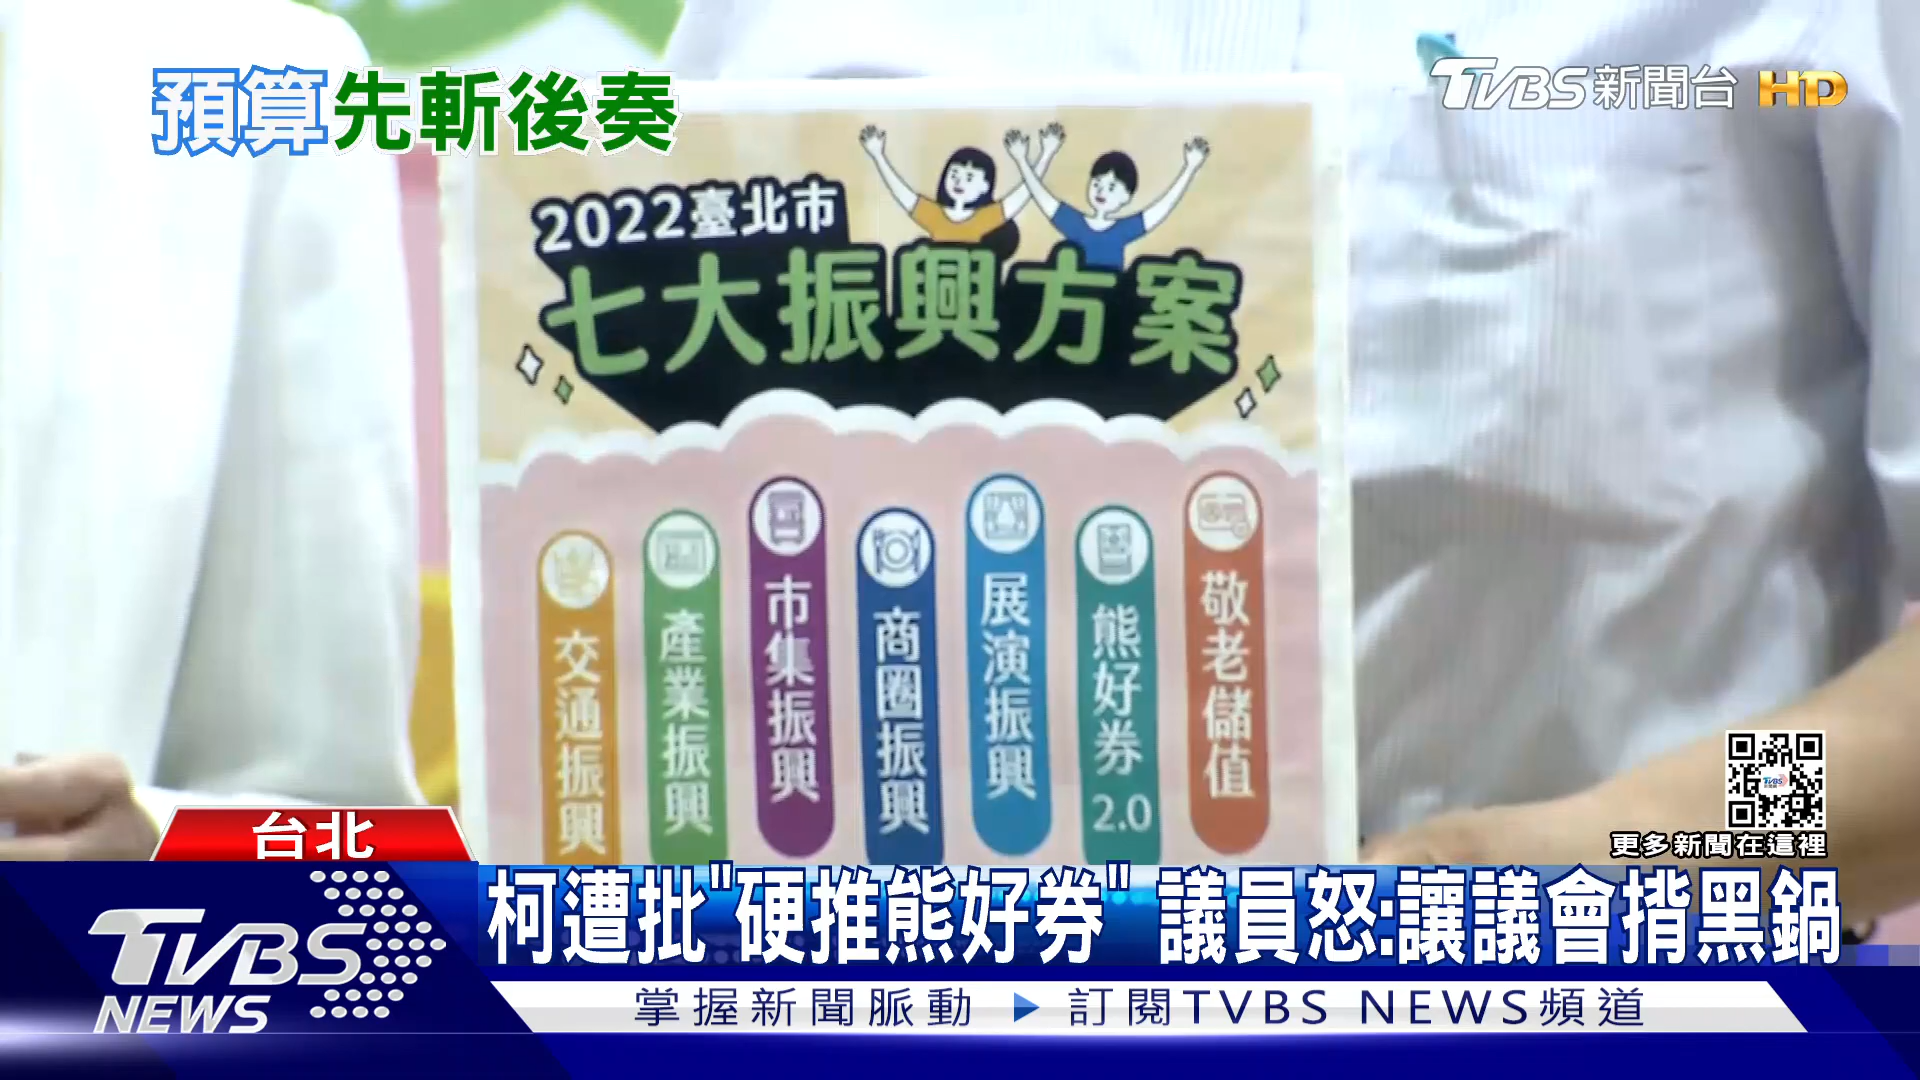 預算先斬後奏
TVBS新聞台 HD
2022臺北市
七大振興方案
交通振興
產業振興
市集振興
商圈振興
展演振興
熊好券2.0
敬老儲值
更多新聞在這裡
台北
柯遭批"硬推熊好券" 議員怒:讓議會揹黑鍋
TVBS NEWS
掌握新聞脈動 ▶ 訂閱TVBS NEWS頻道